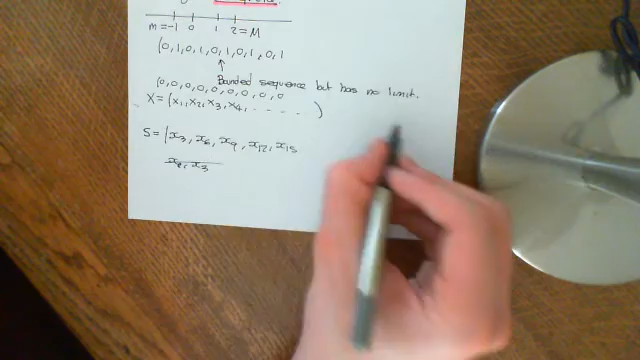 m=-1 0 1 2=M
(0,1,0,1,0,1,0,1,0,1
Bounded sequence but has no limit.
(0,0,0,0,0,0,0,0,0,0
X=(x₁,x₂,x₃,x₄,.....)
S=(x₃,x₆,x₉,x₁₂,x₁₅